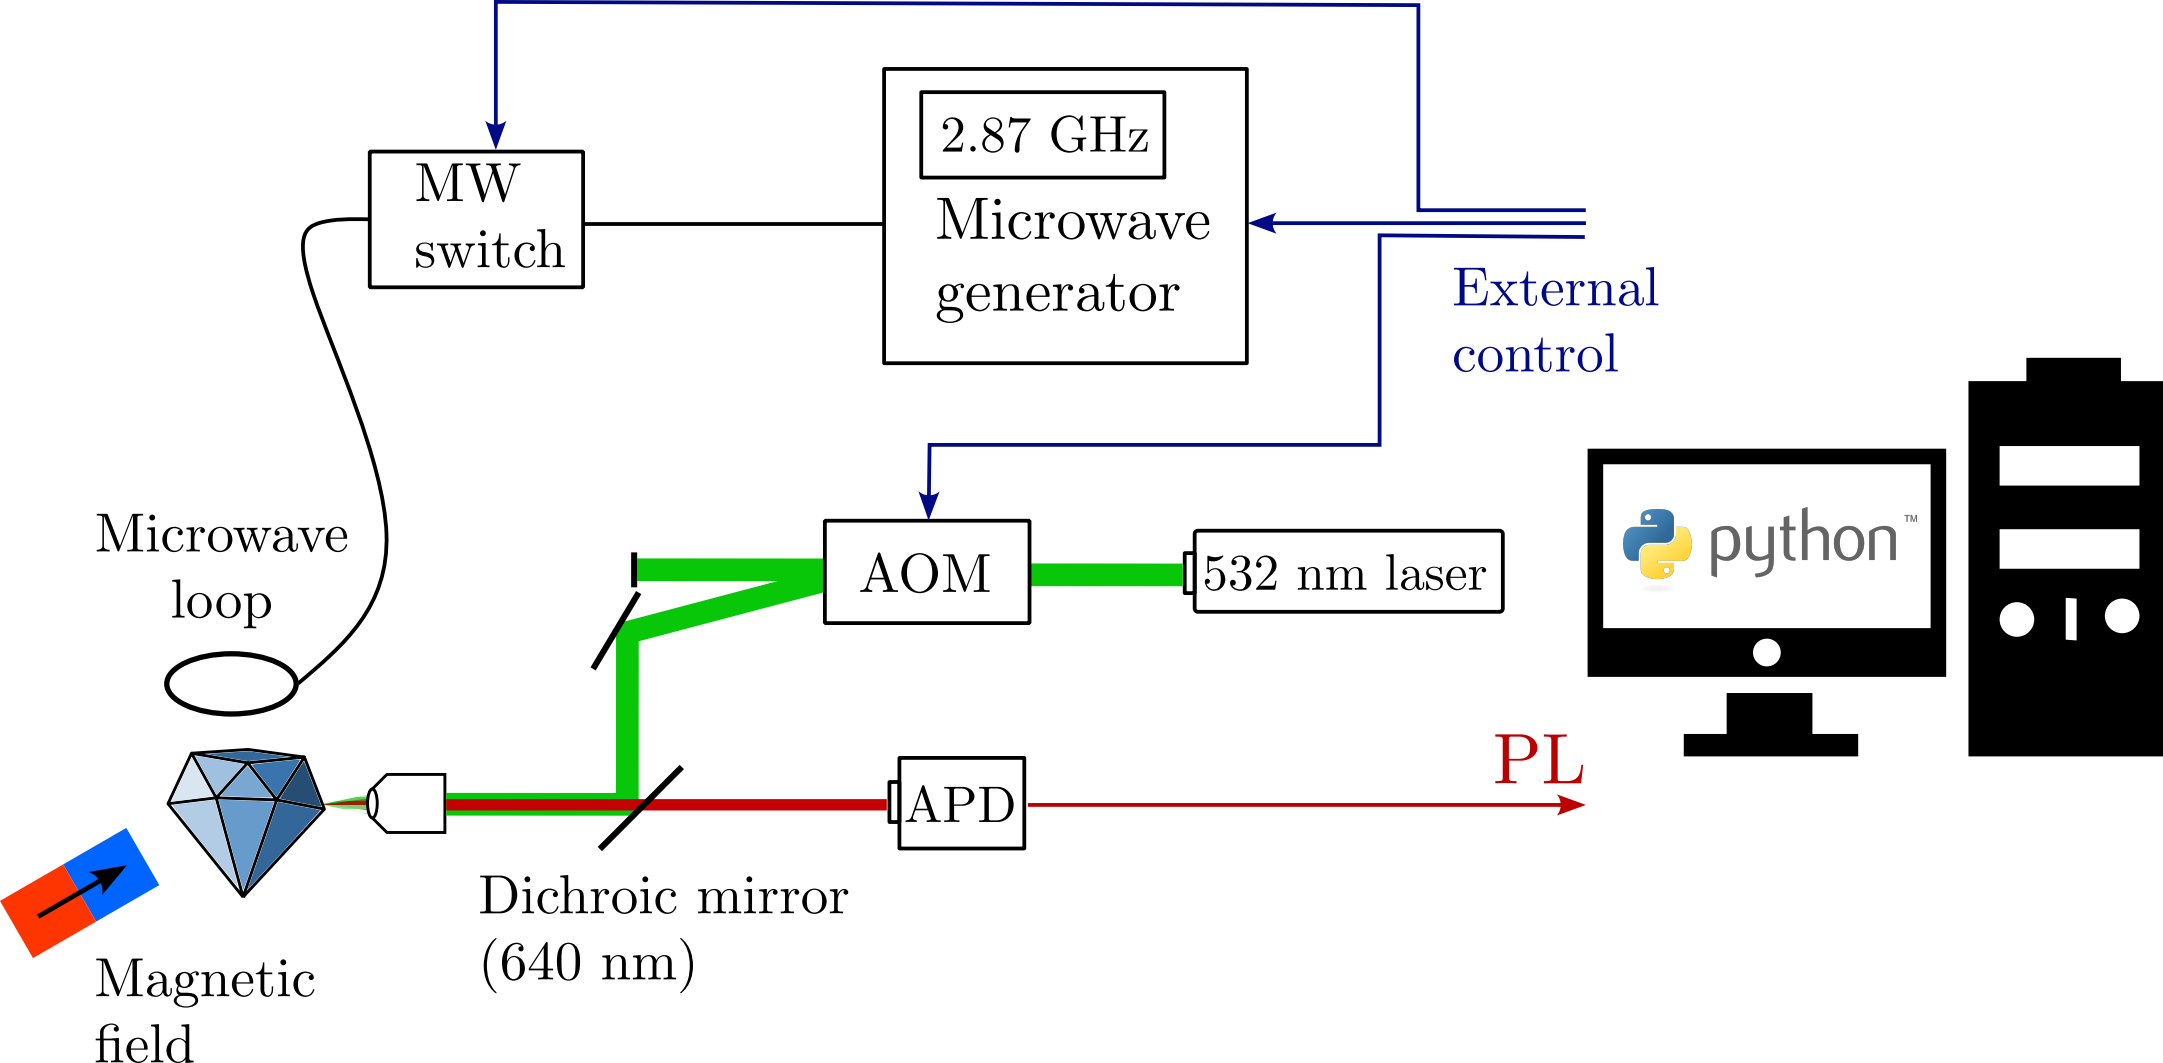 2.87 GHz
Microwave
generator
MW
switch
External
control
Microwave
loop
AOM
532 nm laser
python™
PL
APD
Dichroic mirror
(640 nm)
Magnetic
field